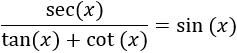 sec(x) / (tan(x) + cot (x)) = sin (x)